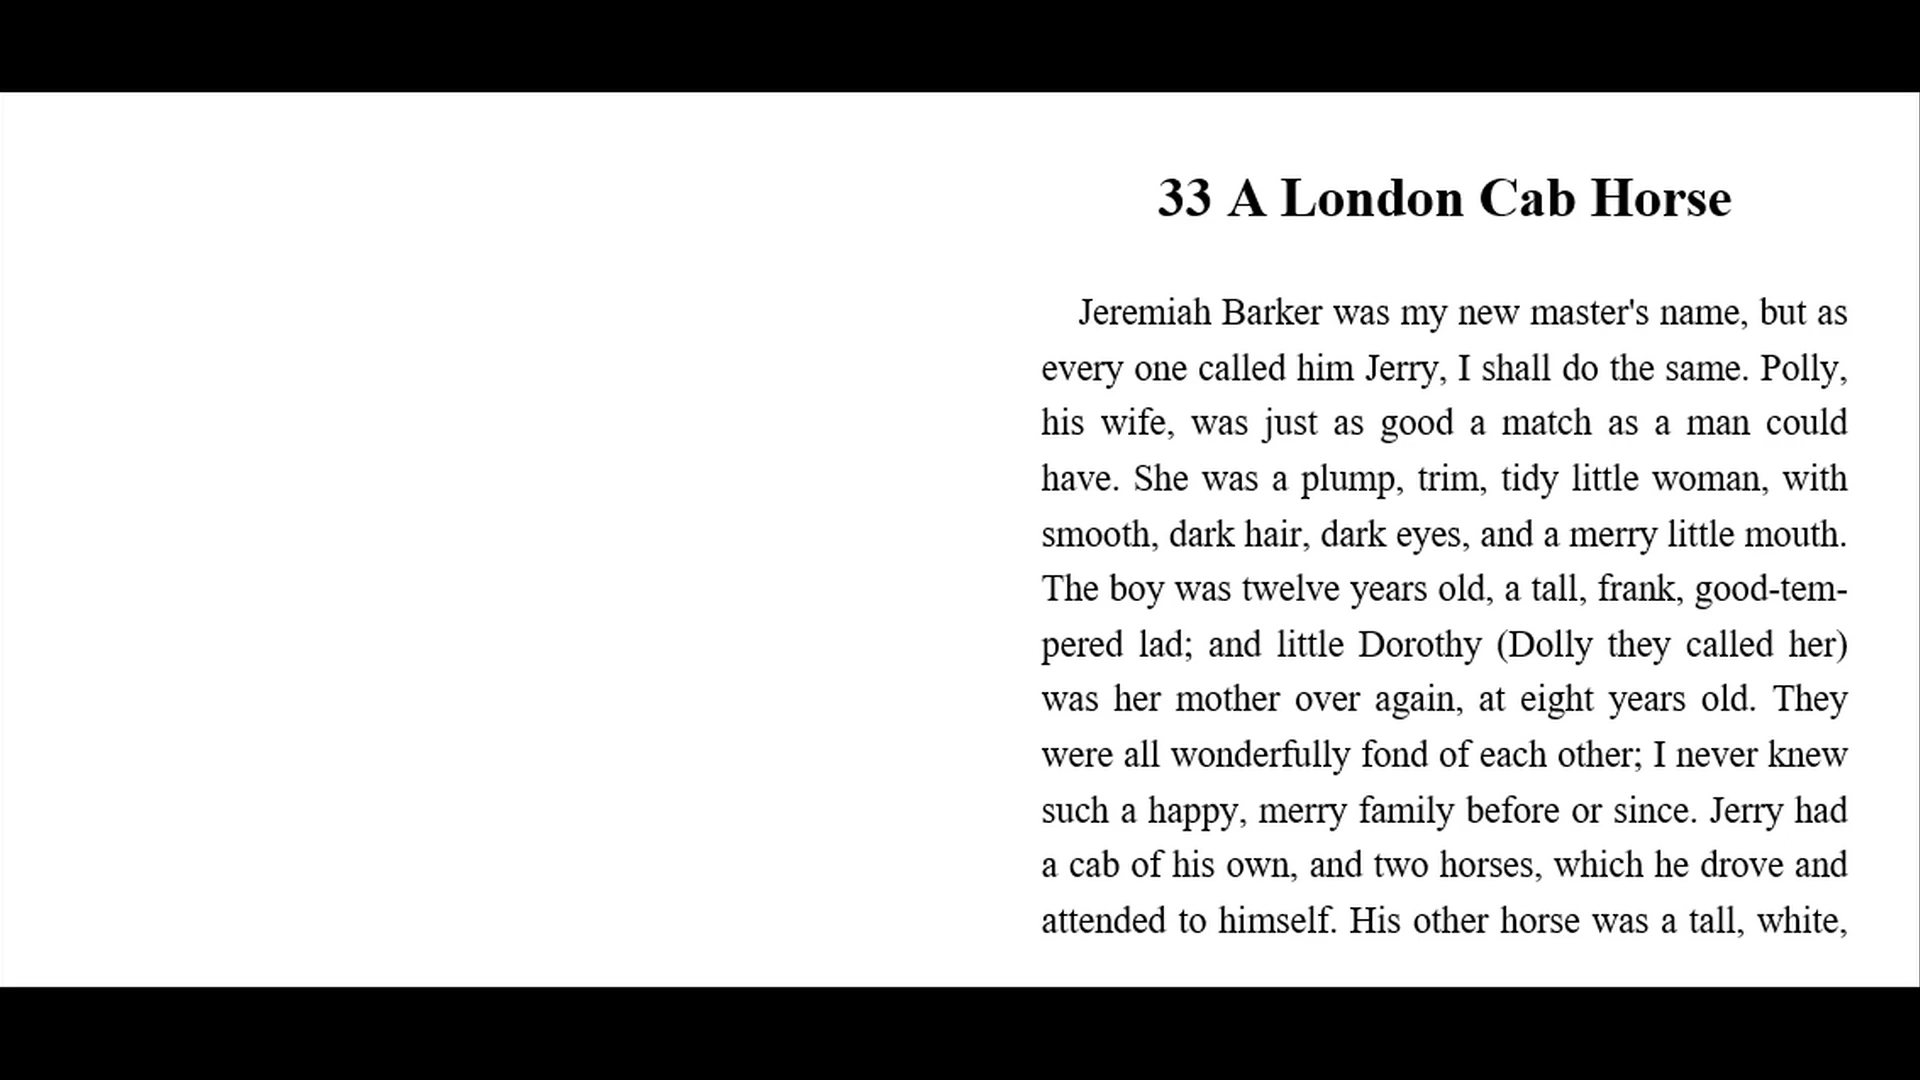 33 A London Cab Horse
Jeremiah Barker was my new master's name, but as
every one called him Jerry, I shall do the same. Polly,
his wife, was just as good a match as a man could
have. She was a plump, trim, tidy little woman, with
smooth, dark hair, dark eyes, and a merry little mouth.
The boy was twelve years old, a tall, frank, good-tem-
pered lad; and little Dorothy (Dolly they called her)
was her mother over again, at eight years old. They
were all wonderfully fond of each other; I never knew
such a happy, merry family before or since. Jerry had
a cab of his own, and two horses, which he drove and
attended to himself. His other horse was a tall, white,